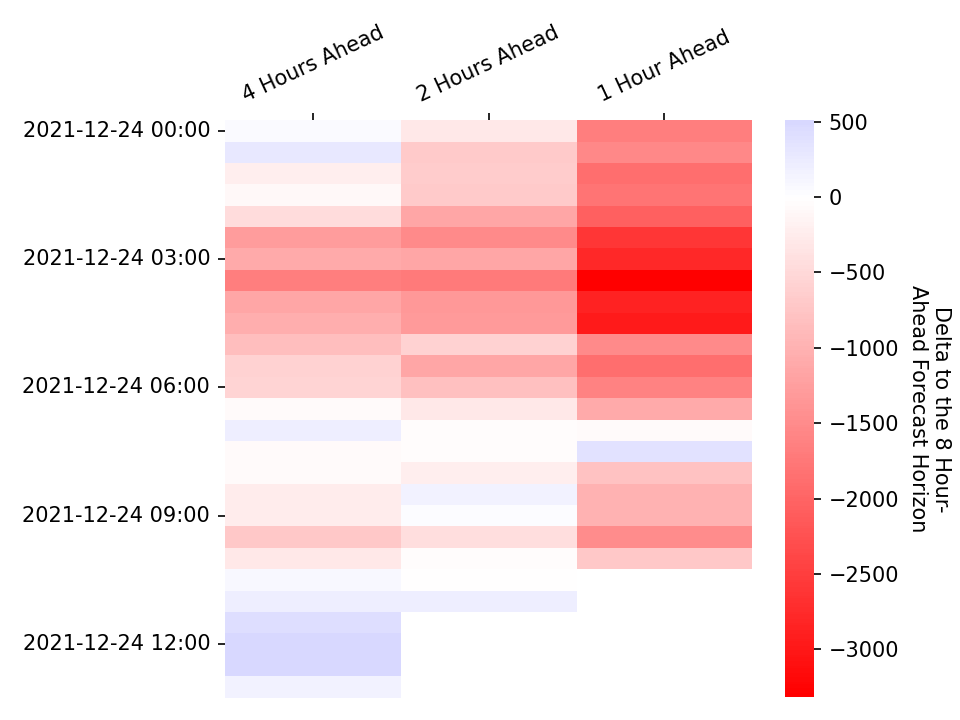 4 Hours Ahead
2 Hours Ahead
1 Hour Ahead
2021-12-24 00:00
2021-12-24 03:00
2021-12-24 06:00
2021-12-24 09:00
2021-12-24 12:00
500
0
−500
−1000
−1500
−2000
−2500
−3000
Delta to the 8 Hour-
Ahead Forecast Horizon